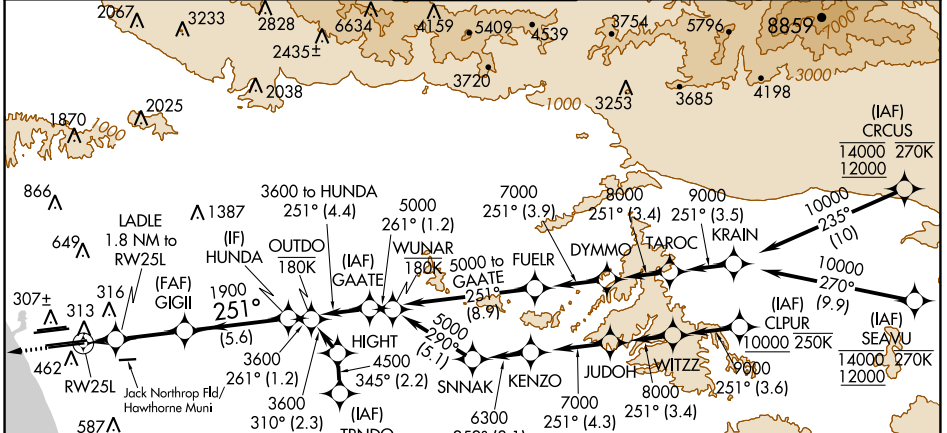 2067
3233
2828
6634
4159
5409
4539
3754
5796
8859
2435±
3720
2038
3253
3685
4198
3000
1000
1870
1000
2025
(IAF)
CRCUS
14000 270K
12000
866
649
1387
LADLE
1.8 NM to
RW25L
3600 to HUNDA
251° (4.4)
5000
261° (1.2)
7000
251° (3.9)
8000
251° (3.4)
9000
251° (3.5)
10000
235°
(10)
(IF)
HUNDA
OUTDO
180K
(IAF)
GAATE
WUNAR
180K
5000 to
GAATE
251°
(8.9)
FUELR
DYMMO
TAROC
KRAIN
10000
270°
(9.9)
(FAF)
GIGII
1900
251°
(5.6)
307±
313
316
462
RW25L
Jack Northrop Fld/
Hawthorne Muni
587
3600
261° (1.2)
3600
310° (2.3)
HIGHT
4500
345° (2.2)
(IAF)
5000
290°
(5.1)
SNNAK
KENZO
JUDOH
WITZZ
(IAF)
CLPUR
10000 250K
9000
251° (3.6)
(IAF)
SEAVU
14000 270K
12000
6300
7000
251° (4.3)
8000
251° (3.4)